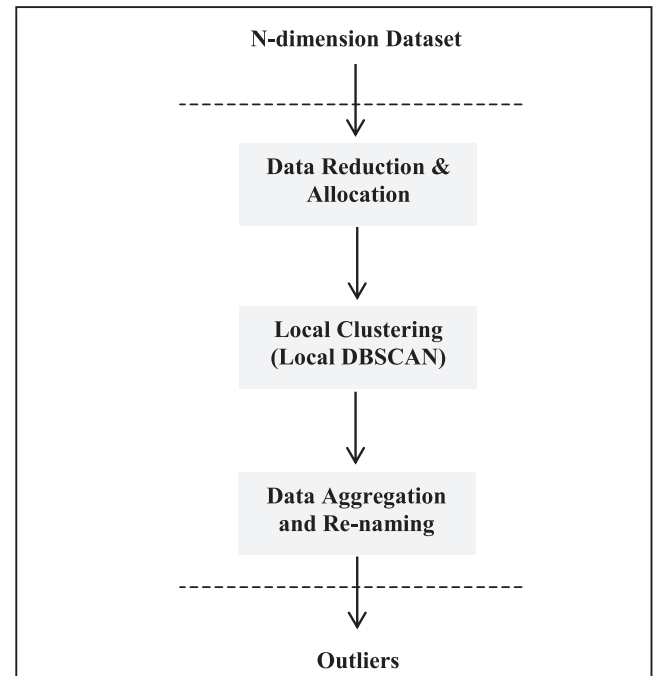 N-dimension Dataset
Data Reduction &
Allocation
Local Clustering
(Local DBSCAN)
Data Aggregation
and Re-naming
Outliers